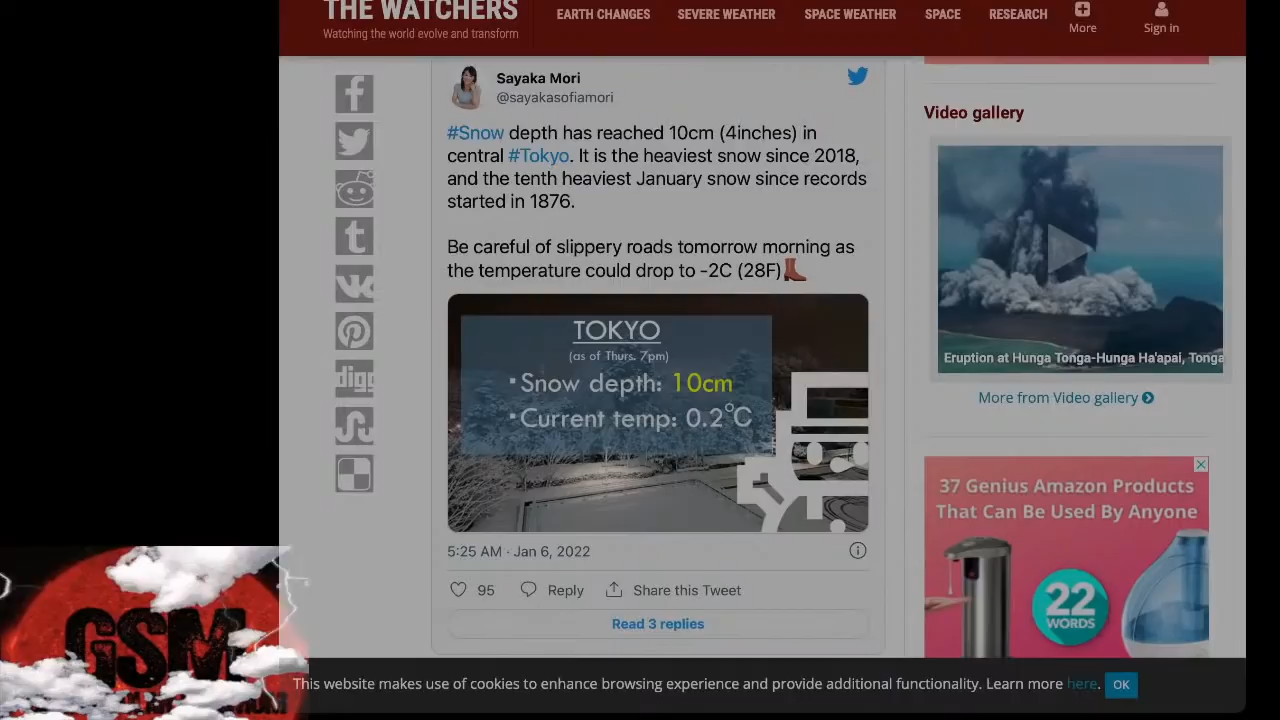 THE WATCHERS
Watching the world evolve and transform
EARTH CHANGES
SEVERE WEATHER
SPACE WEATHER
SPACE
RESEARCH
More
Sign in
Sayaka Mori
@sayakasofiamori
#Snow depth has reached 10cm (4inches) in
central #Tokyo. It is the heaviest snow since 2018,
and the tenth heaviest January snow since records
started in 1876.
Be careful of slippery roads tomorrow morning as
the temperature could drop to -2C (28F)
TOKYO
(as of Thurs. 7pm)
▪Snow depth: 10cm
▪Current temp: 0.2℃
5:25 AM · Jan 6, 2022
95
Reply
Share this Tweet
Read 3 replies
digg
Video gallery
Eruption at Hunga Tonga-Hunga Ha'apai, Tonga
More from Video gallery
37 Genius Amazon Products
That Can Be Used By Anyone
22
WORDS
GSM
This website makes use of cookies to enhance browsing experience and provide additional functionality. Learn more here.
OK